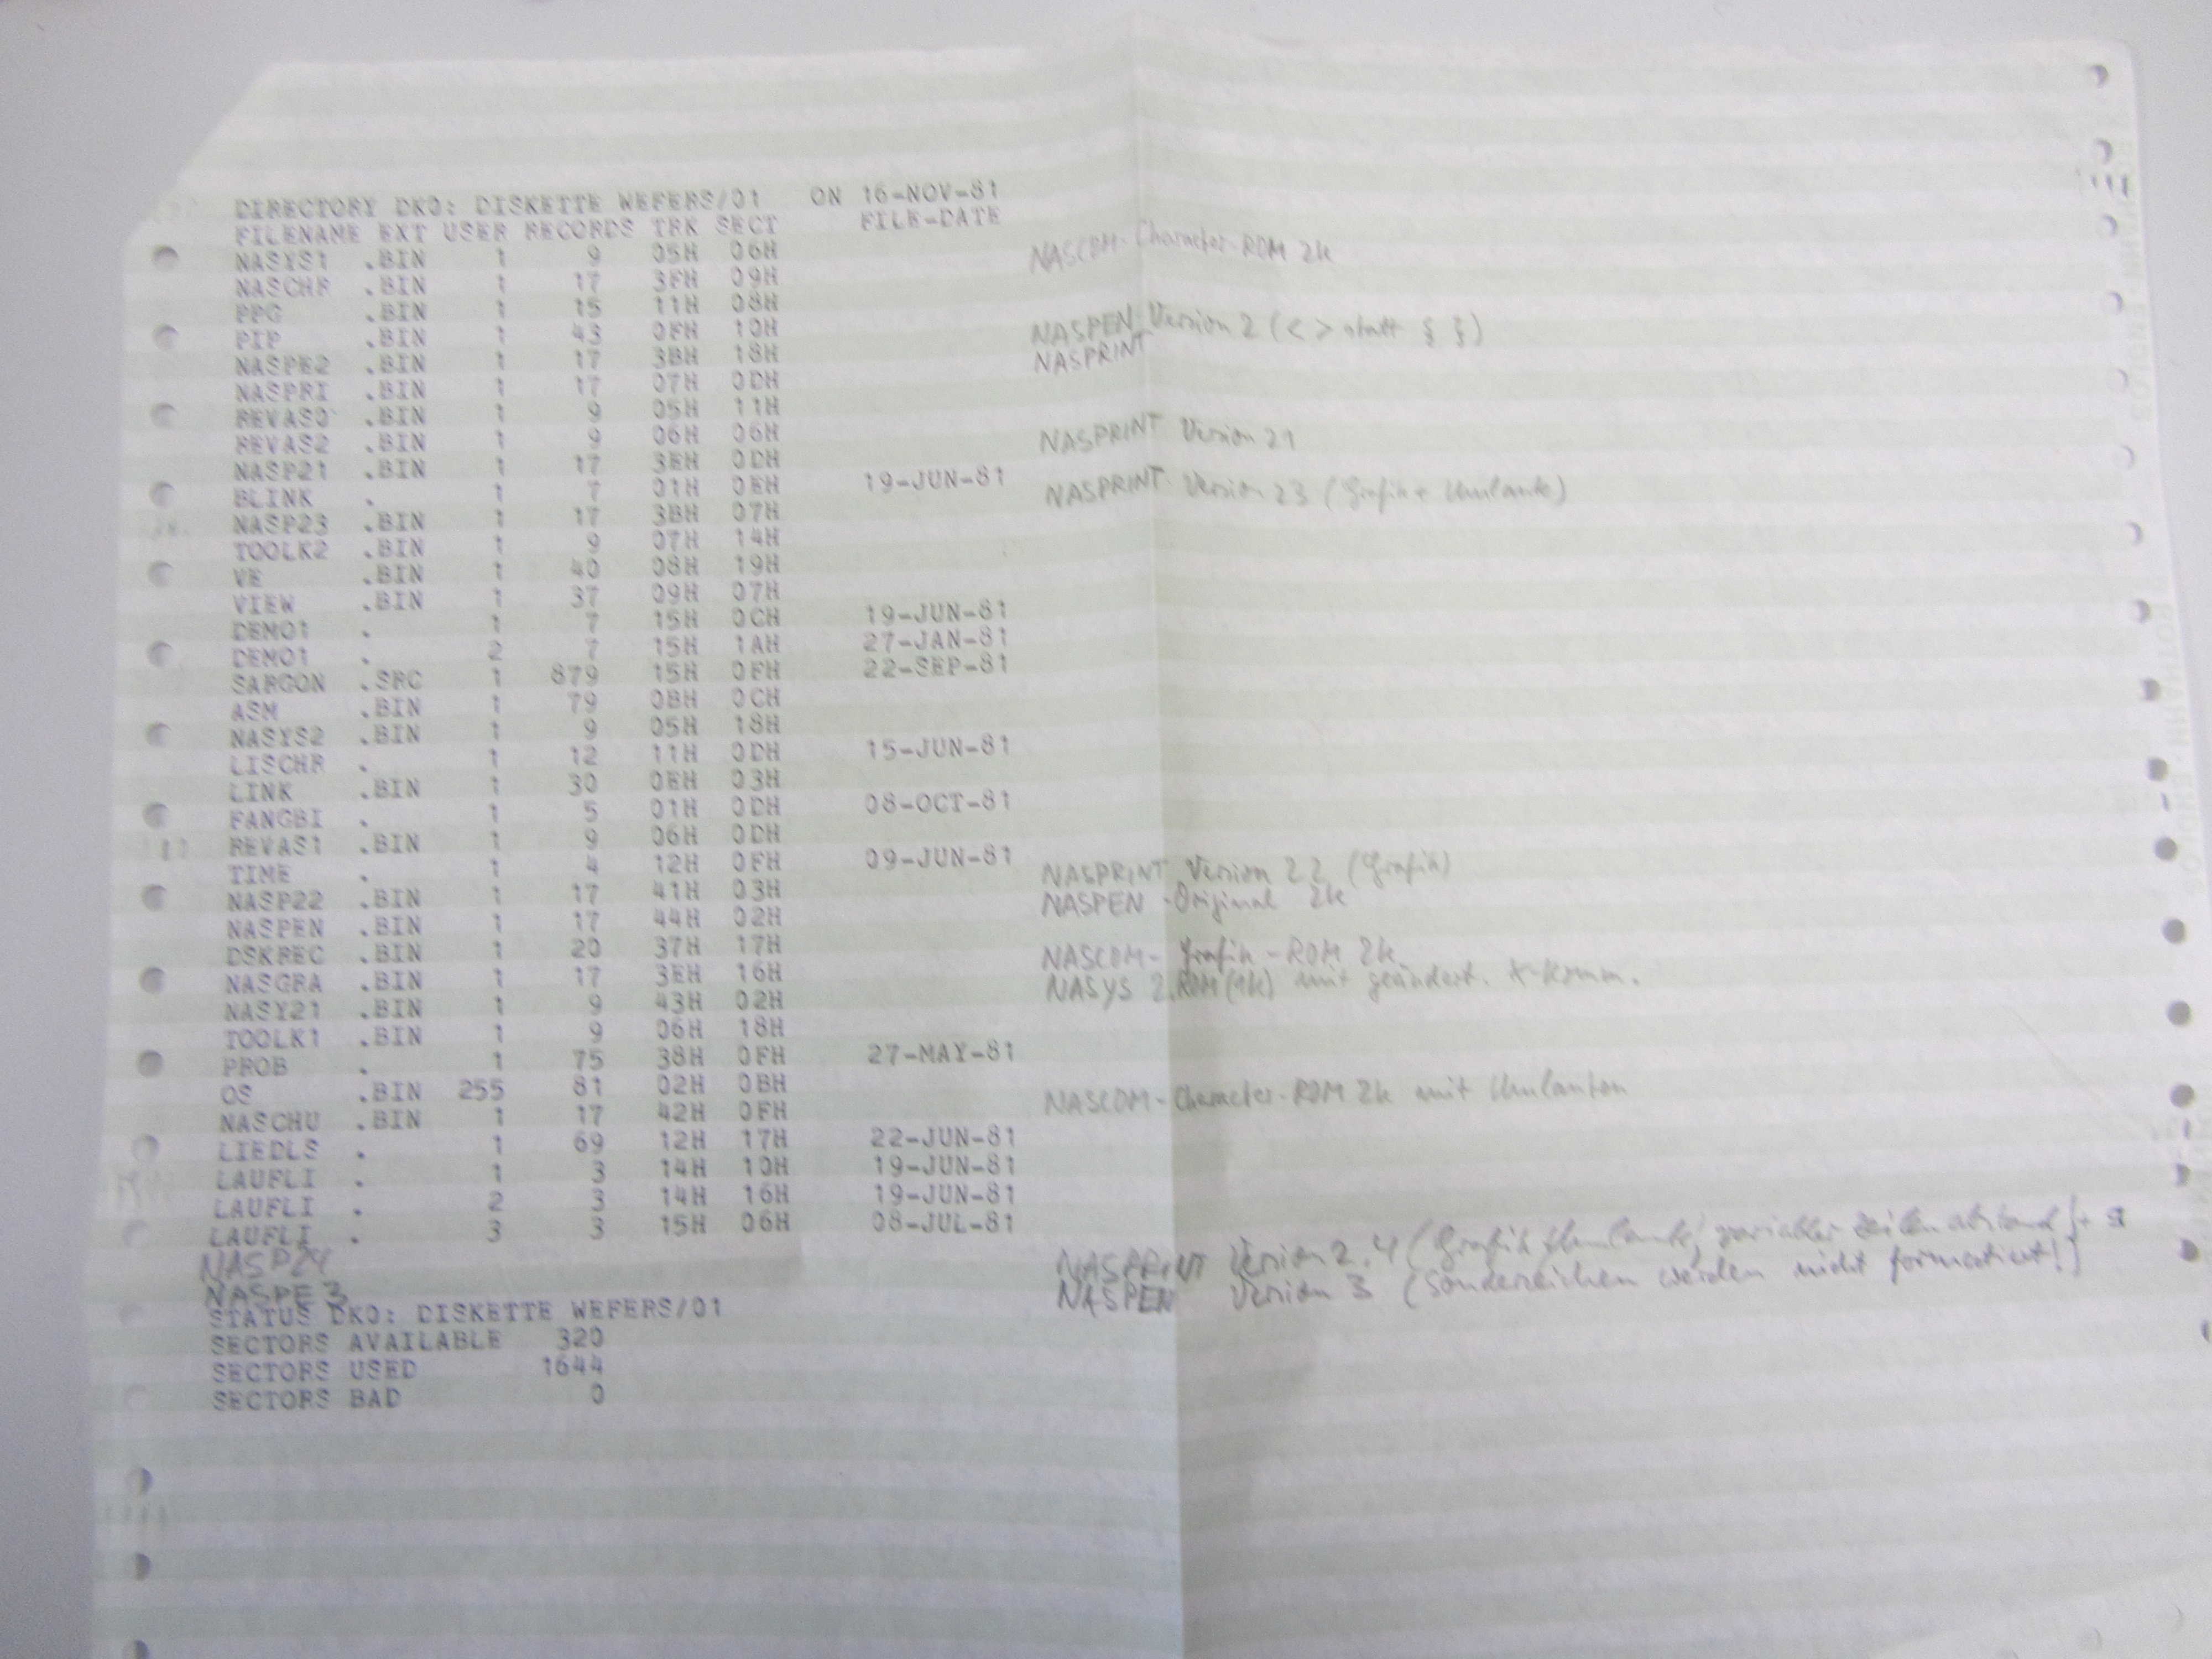 DIRECTORY DK0: DISKETTE WEFERS/01 ON 16-NOV-81
FILENAME EXT USER RECORDS TRK SECT FILE-DATE
NASYS1 .BIN 1 9 05H 06H
NASCHR .BIN 1 17 3FH 09H NASCOM-Character-ROM 2k
.BIN 1 15 11H 08H
PIP .BIN 1 43 0FH 10H
NASPE2 .BIN 1 17 3BH 18H NASPEN-Version 2 (< > statt § §)
NASPRI .BIN 1 17 07H 0DH NASPRINT
REVAS0 .BIN 1 9 05H 11H
REVAS2 .BIN 1 9 06H 06H
NASP21 .BIN 1 17 3EH 0DH NASPRINT Version 21
BLINK . 1 7 01H 0EH 19-JUN-81
NASP23 .BIN 1 17 3BH 07H NASPRINT Version 23 (Grafik + Umlaute)
TOOLK2 .BIN 1 9 07H 14H
VE .BIN 1 40 08H 19H
VIEW .BIN 1 37 09H 07H
DEMO1 . 1 7 15H 0CH 19-JUN-81
DEMO1 . 2 7 15H 1AH 27-JAN-81
SARGON .SRC 1 879 15H 0FH 22-SEP-81
ASM .BIN 1 79 0BH 0CH
NASYS2 .BIN 1 9 05H 18H
LISCHR . 1 12 11H 0DH 15-JUN-81
LINK .BIN 1 30 0EH 03H
FANGBI . 1 5 01H 0DH 08-OCT-81
REVAS1 .BIN 1 9 06H 0DH
TIME . 1 4 12H 0FH 09-JUN-81
NASP22 .BIN 1 17 41H 03H NASPRINT Version 22 (Grafik)
NASPEN .BIN 1 17 44H 02H NASPEN-Original 2k
DSKREC .BIN 1 20 37H 17H
NASGRA .BIN 1 17 3EH 16H NASCOM-Grafik-ROM 2k
NASY21 .BIN 1 9 43H 02H NASYS 2.ROM (1k) mit geändert. K-Komm.
TOOLK1 .BIN 1 9 06H 18H
PROB . 1 75 38H 0FH 27-MAY-81
OS .BIN 255 81 02H 0BH
NASCHU .BIN 1 17 42H 0FH NASCOM-Character-ROM 2k mit Umlauten
LIEDLS . 1 69 12H 17H 22-JUN-81
LAUFLI . 1 3 14H 10H 19-JUN-81
LAUFLI . 2 3 14H 16H 19-JUN-81
LAUFLI . 3 3 15H 06H 08-JUL-81
NASP24 NASPRINT Version 2.4 (Grafik, Umlaute, variabler Zeilenabstand
NASPE 3 NASPEN Version 3 (Sonderzeichen werden nicht formatiert!)
STATUS DK0: DISKETTE WEFERS/01
SECTORS AVAILABLE 320
SECTORS USED 1644
SECTORS BAD 0